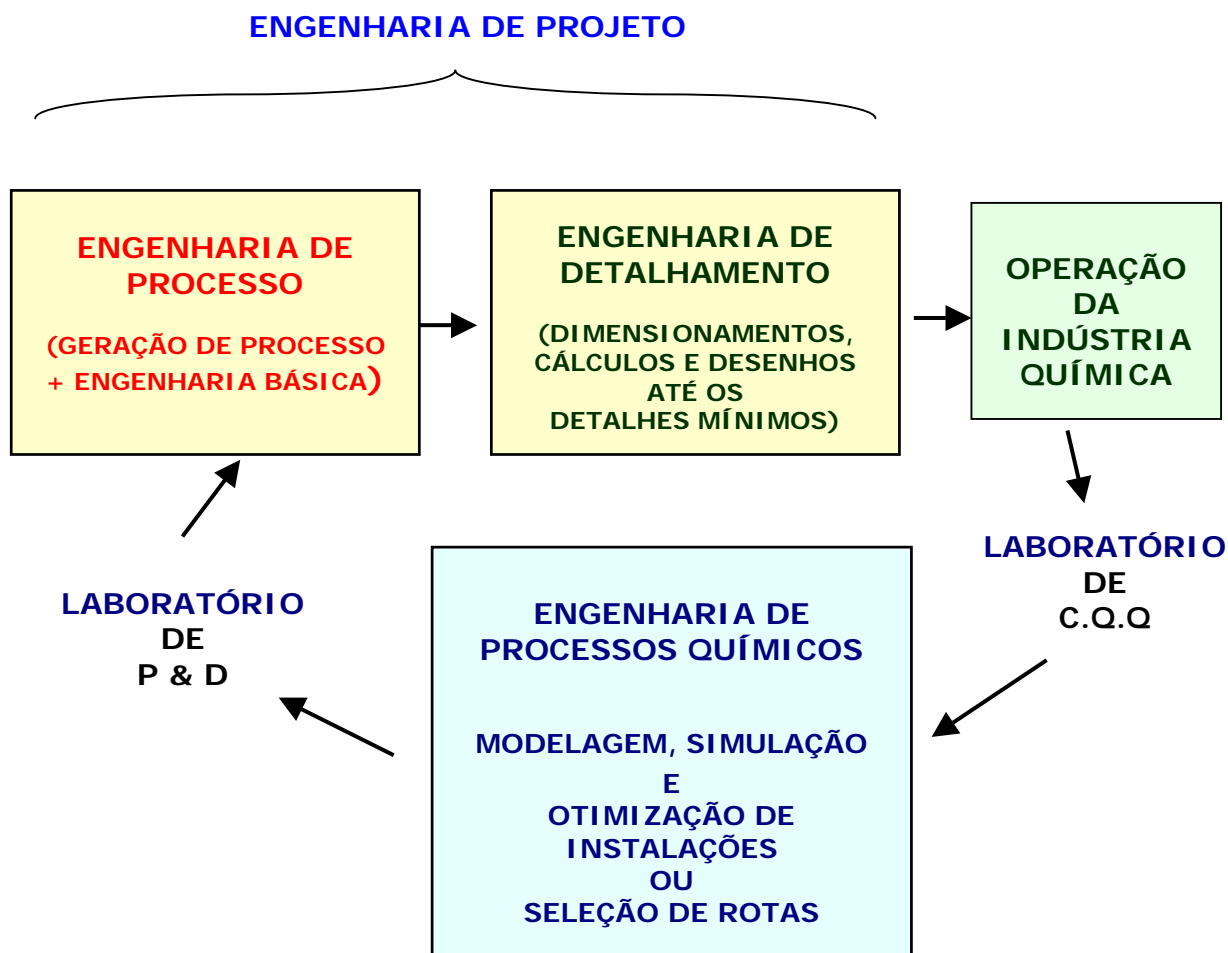 ENGENHARIA DE PROJETO
ENGENHARIA DE
PROCESSO
(GERAÇÃO DE PROCESSO
+ ENGENHARIA BÁSICA)
ENGENHARIA DE
DETALHAMENTO
(DIMENSIONAMENTOS,
CÁLCULOS E DESENHOS
ATÉ OS
DETALHES MÍNIMOS)
OPERAÇÃO
DA
INDÚSTRIA
QUÍMICA
LABORATÓRIO
DE
C.Q.Q
ENGENHARIA DE
PROCESSOS QUÍMICOS
MODELAGEM, SIMULAÇÃO
E
OTIMIZAÇÃO DE
INSTALAÇÕES
OU
SELEÇÃO DE ROTAS
LABORATÓRIO
DE
P & D